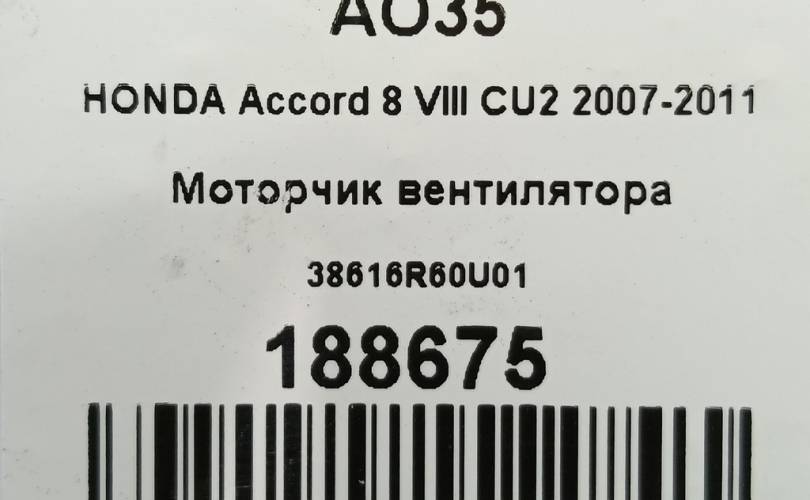 AO35
HONDA Accord 8 VIII CU2 2007-2011
Моторчик вентилятора
38616R60U01
188675